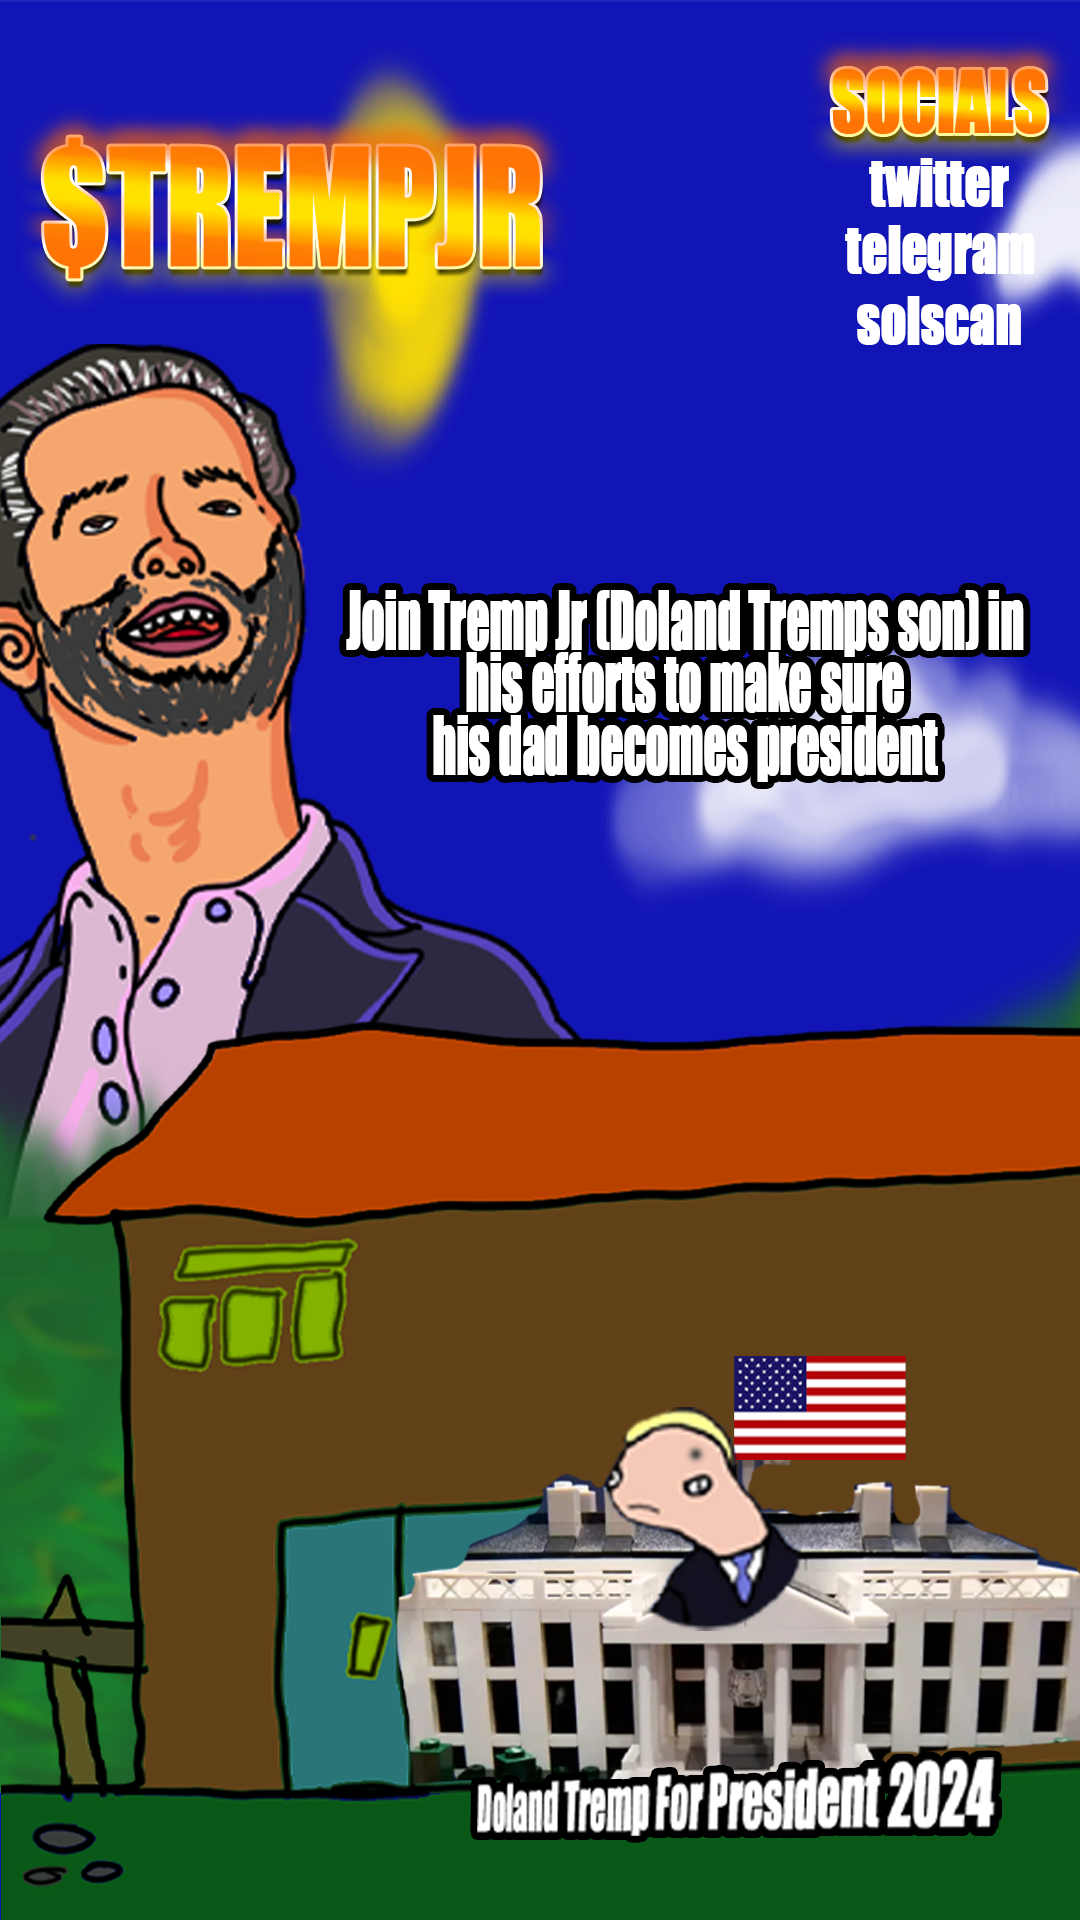 $TREMPJR
SOCIALS
twitter
telegram
solscan
Join Tremp Jr (Doland Tremps son) in
his efforts to make sure
his dad becomes president
Doland Tremp For President 2024